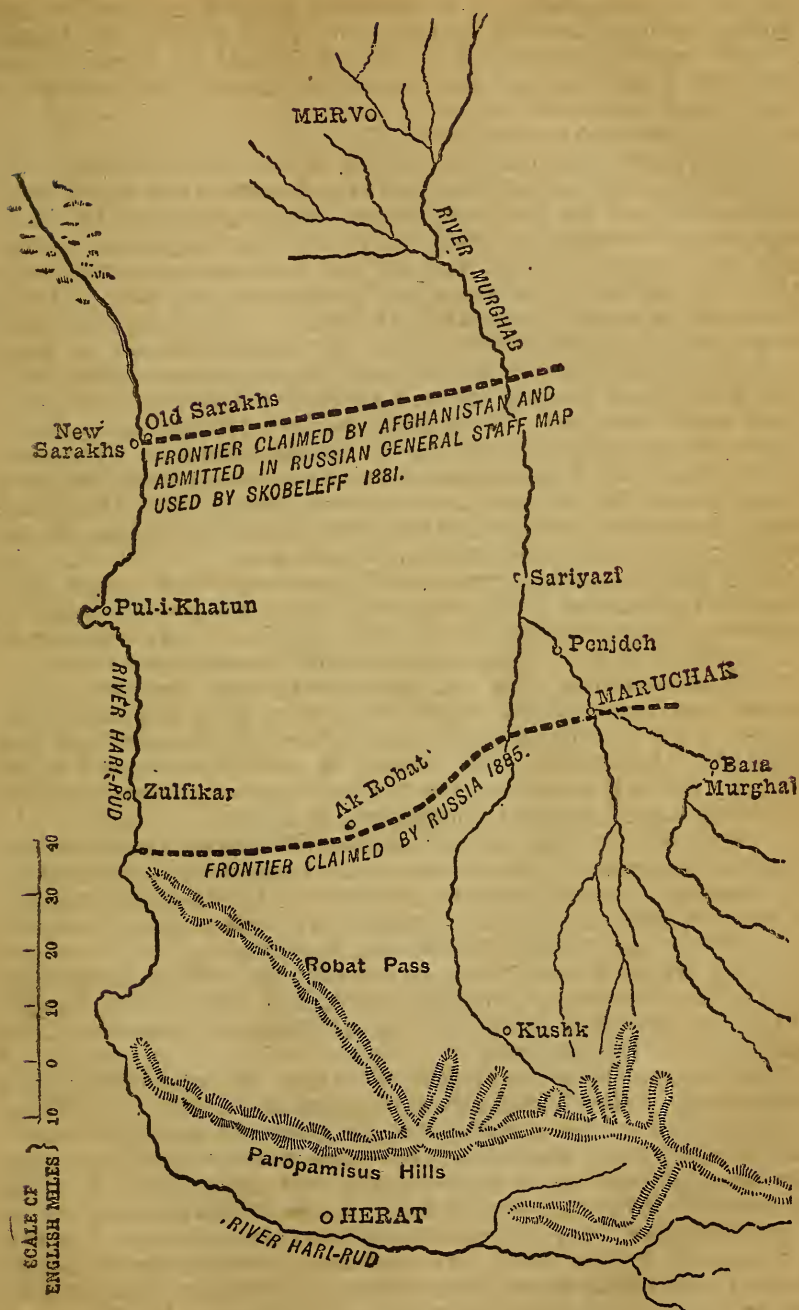 MERV
RIVER MURGHAB
Old Sarakhs
New
Sarakhs
FRONTIER CLAIMED BY AFGHANISTAN AND
ADMITTED IN RUSSIAN GENERAL STAFF MAP
USED BY SKOBELEFF 1881.
Sariyazi
Pul-i-Khatun
Penjdeh
RIVER HARI-RUD
MARUCHAK
Bala
Murghal
Zulfikar
Ak Robat
FRONTIER CLAIMED BY RUSSIA 1885.
40
30
20
10
0
10
SCALE OF
ENGLISH MILES
Robat Pass
Kushk
Paropamisus Hills
HERAT
RIVER HARI-RUD